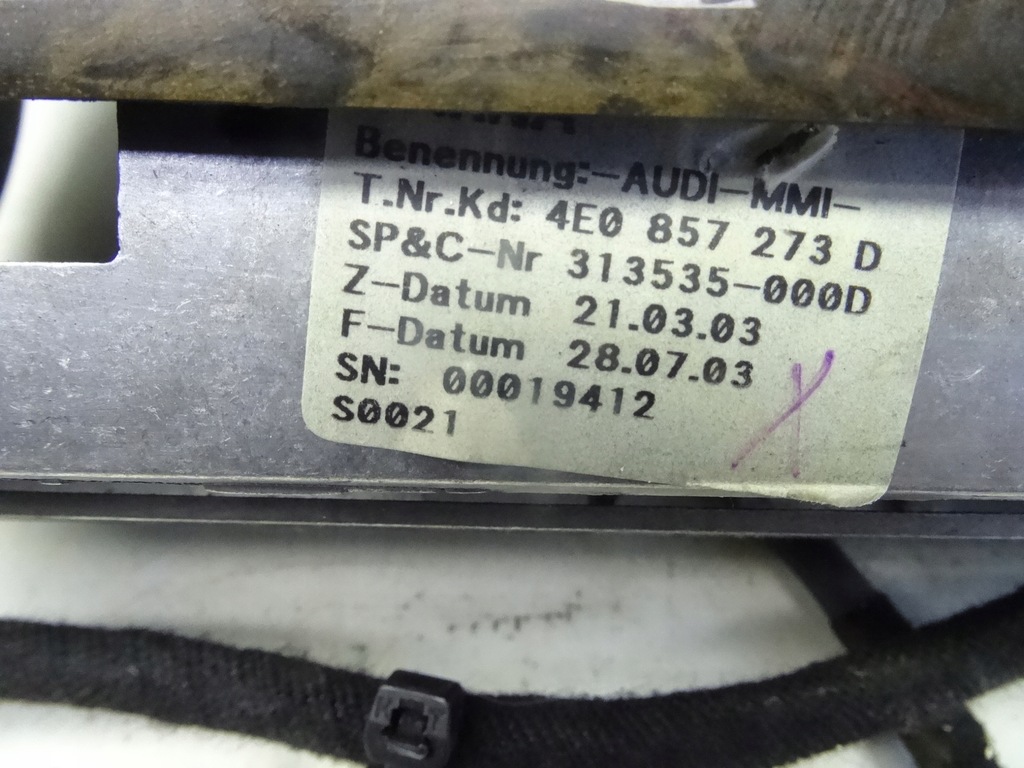 Benennung:-AUDI-MMI-
T.Nr.Kd: 4E0 857 273 D
SP&C-Nr 313535-000D
Z-Datum 21.03.03
F-Datum 28.07.03
SN: 00019412
S0021